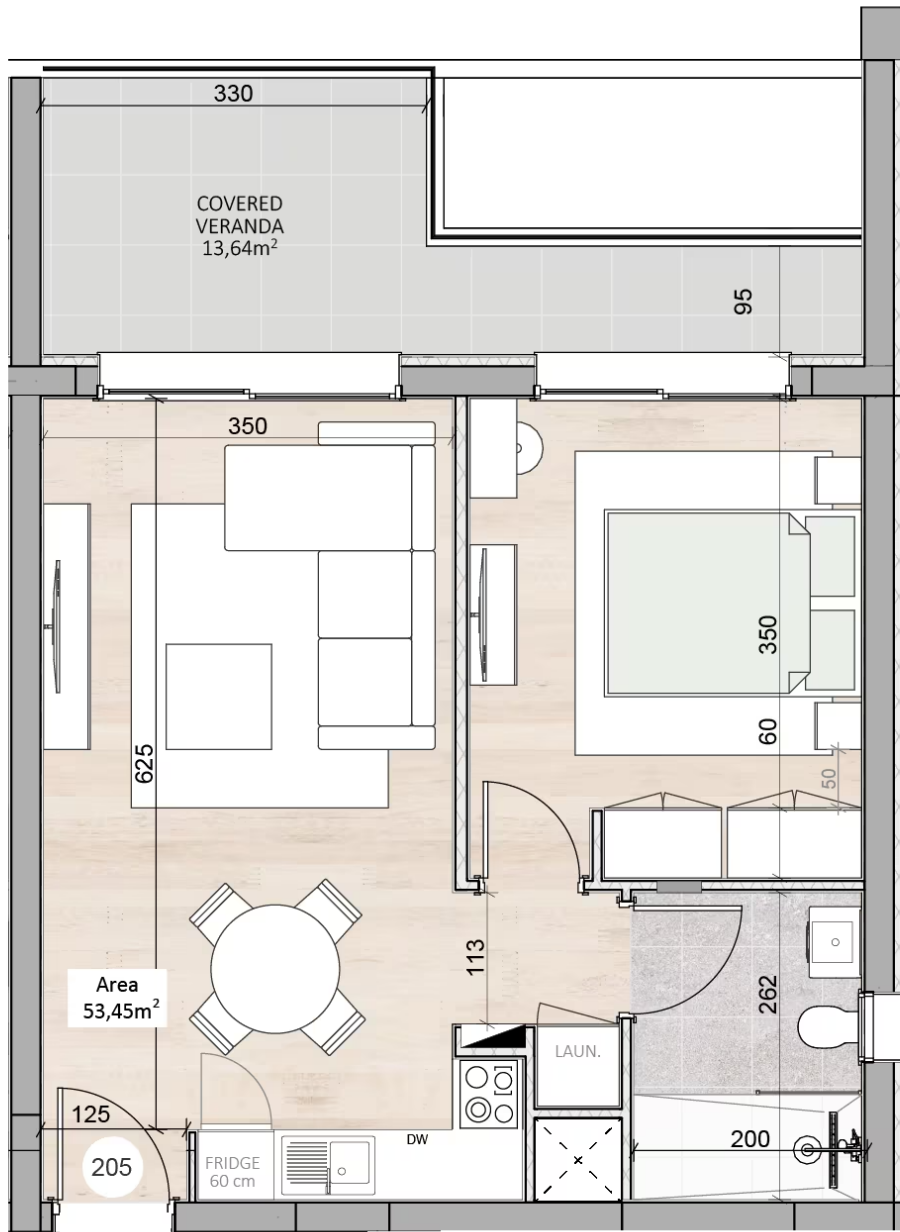 330
COVERED
VERANDA
13,64m²
95
350
350
625
60
50
113
Area
53,45m²
262
LAUN.
125
DW
200
205
FRIDGE
60 cm